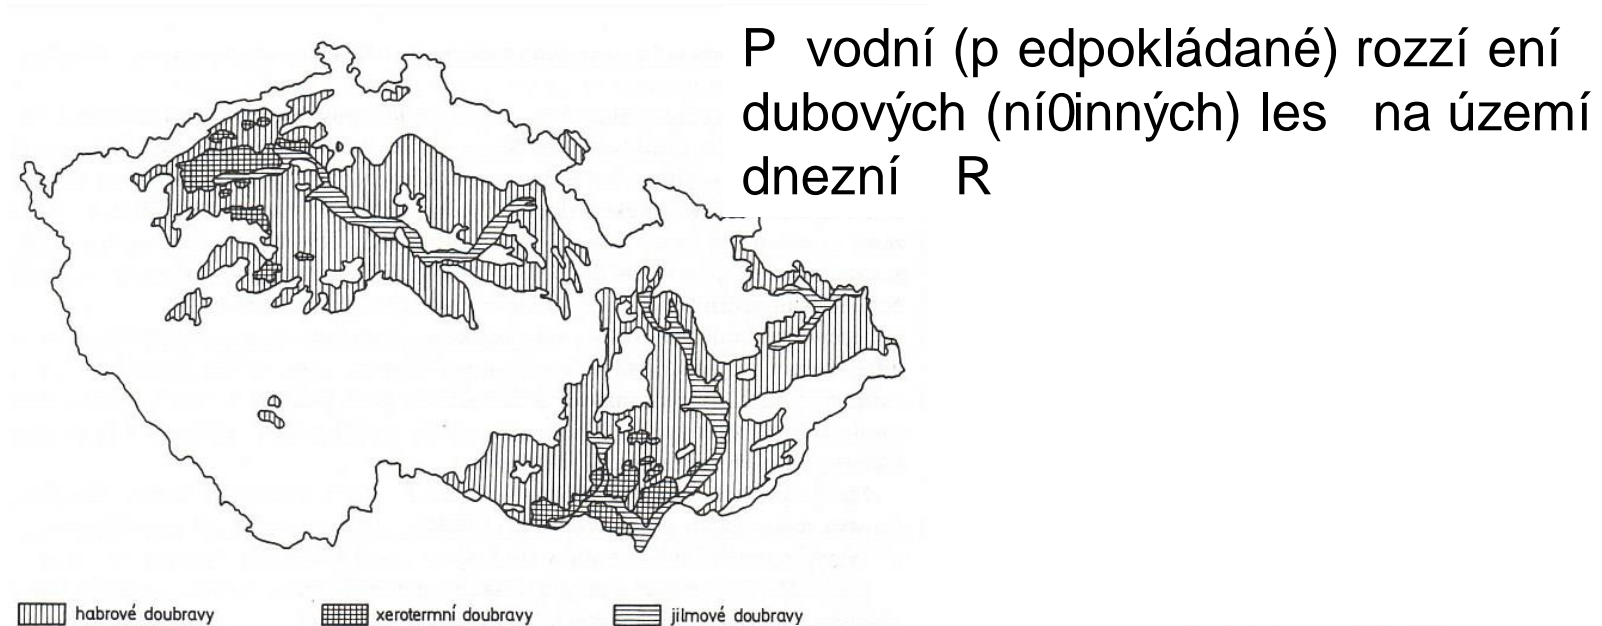 P vodní (p edpokládané) rozzí ení
dubových (ní0inných) les na území
dnezní R
habrové doubravy
xerotermní doubravy
jilmové doubravy